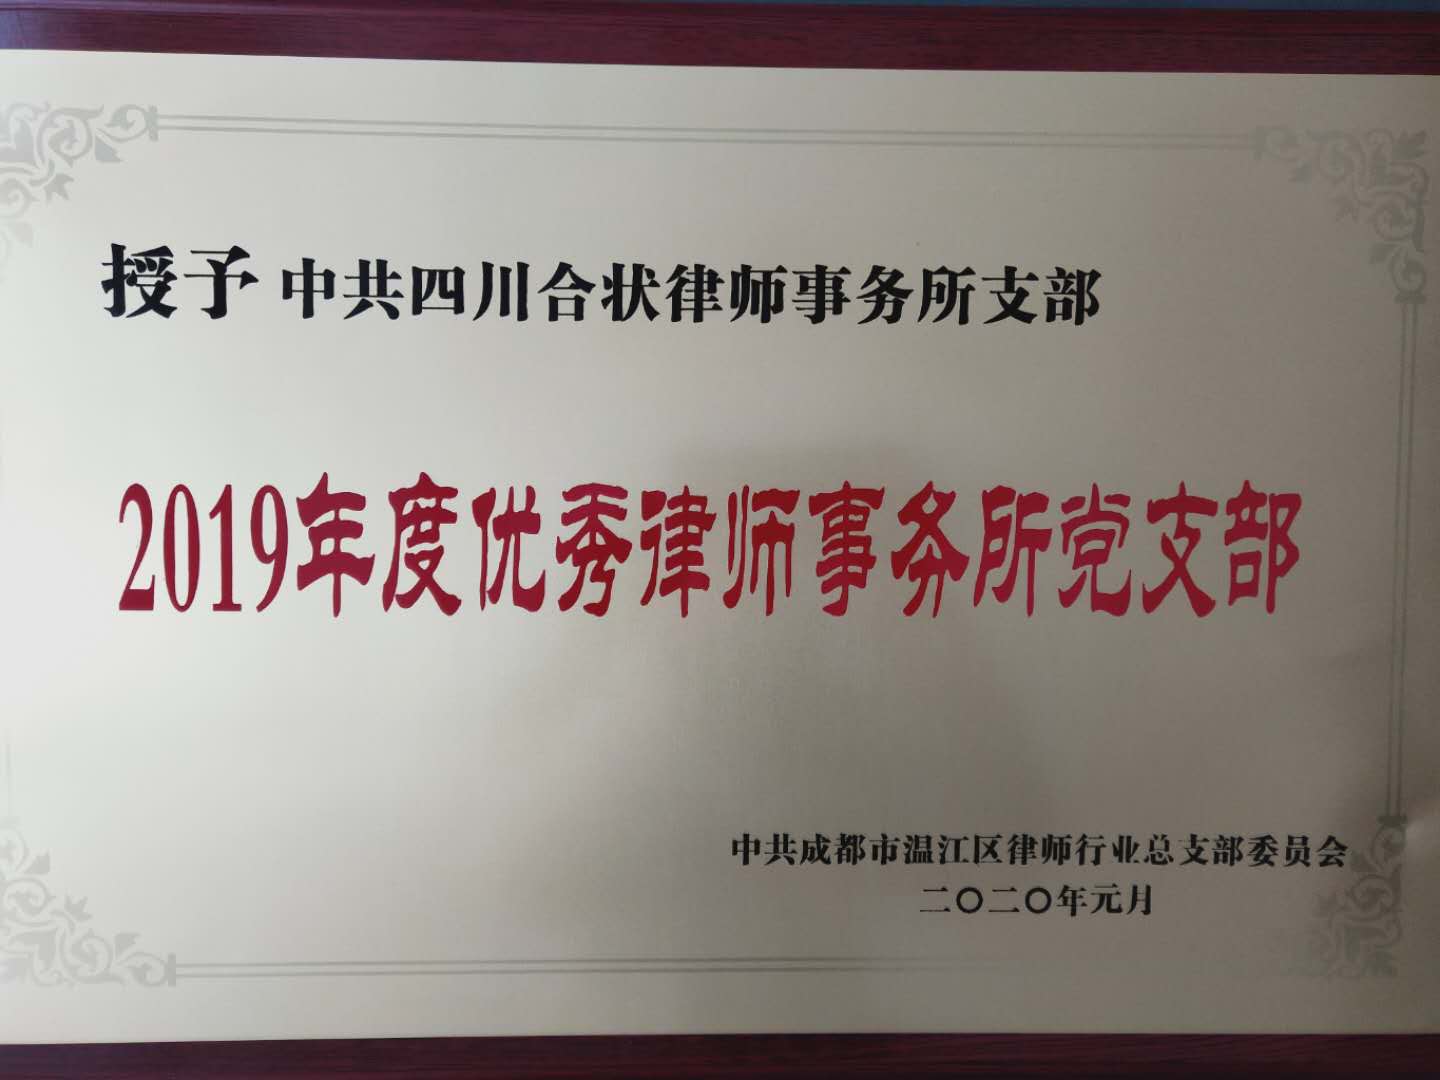 授予 中共四川合状律师事务所支部
2019年度优秀律师事务所党支部
中共成都市温江区律师行业总支部委员会
二〇二〇年元月